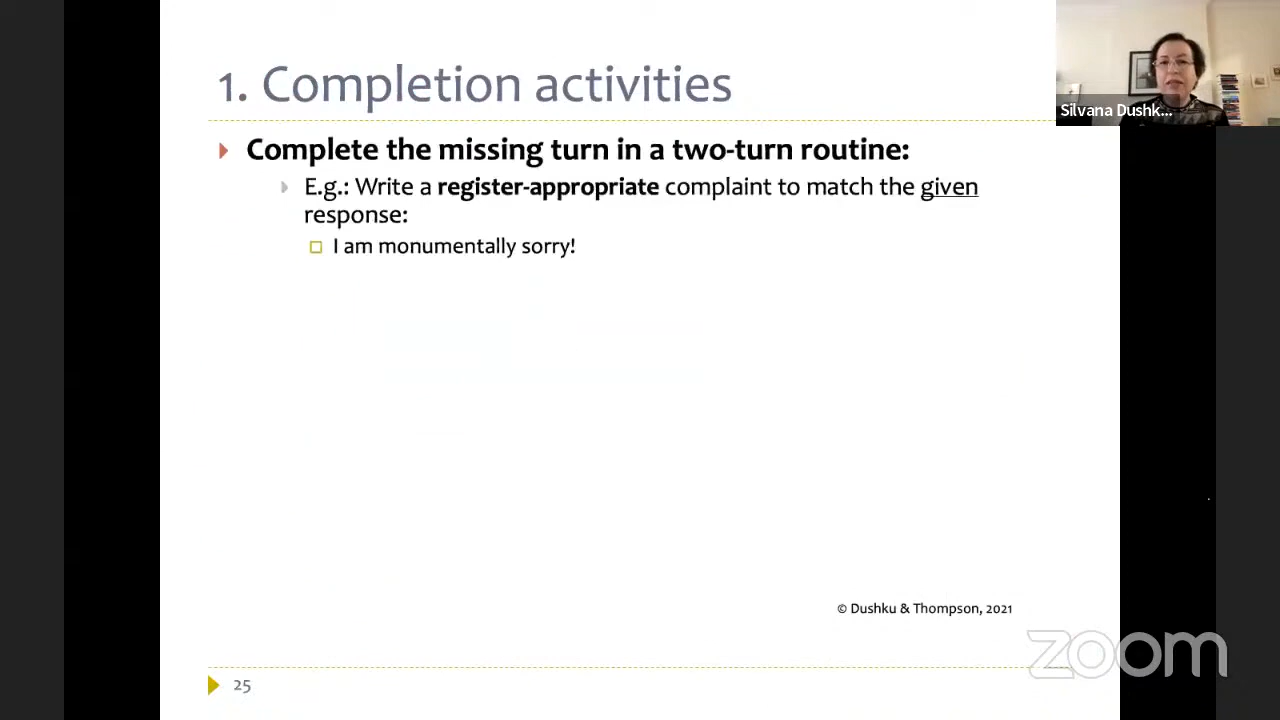 1. Completion activities
Silvana Dushk...
Complete the missing turn in a two-turn routine:
E.g.: Write a register-appropriate complaint to match the given
response:
I am monumentally sorry!
© Dushku & Thompson, 2021
zoom
25